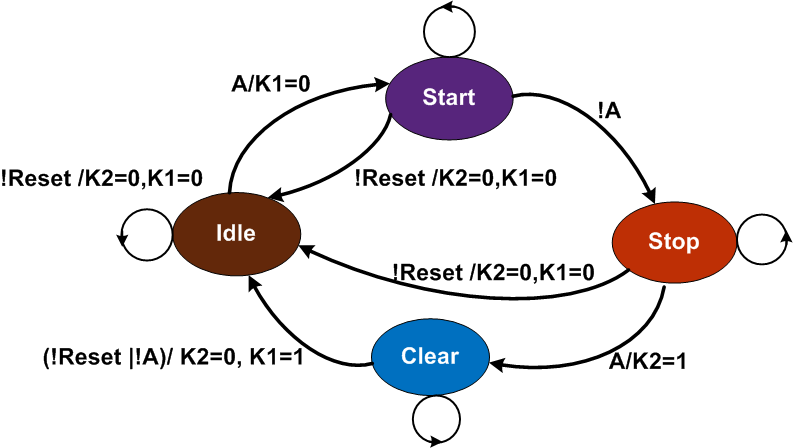 A/K1=0
Start
!A
!Reset /K2=0,K1=0
!Reset /K2=0,K1=0
Idle
Stop
!Reset /K2=0,K1=0
(!Reset |!A)/ K2=0, K1=1
Clear
A/K2=1